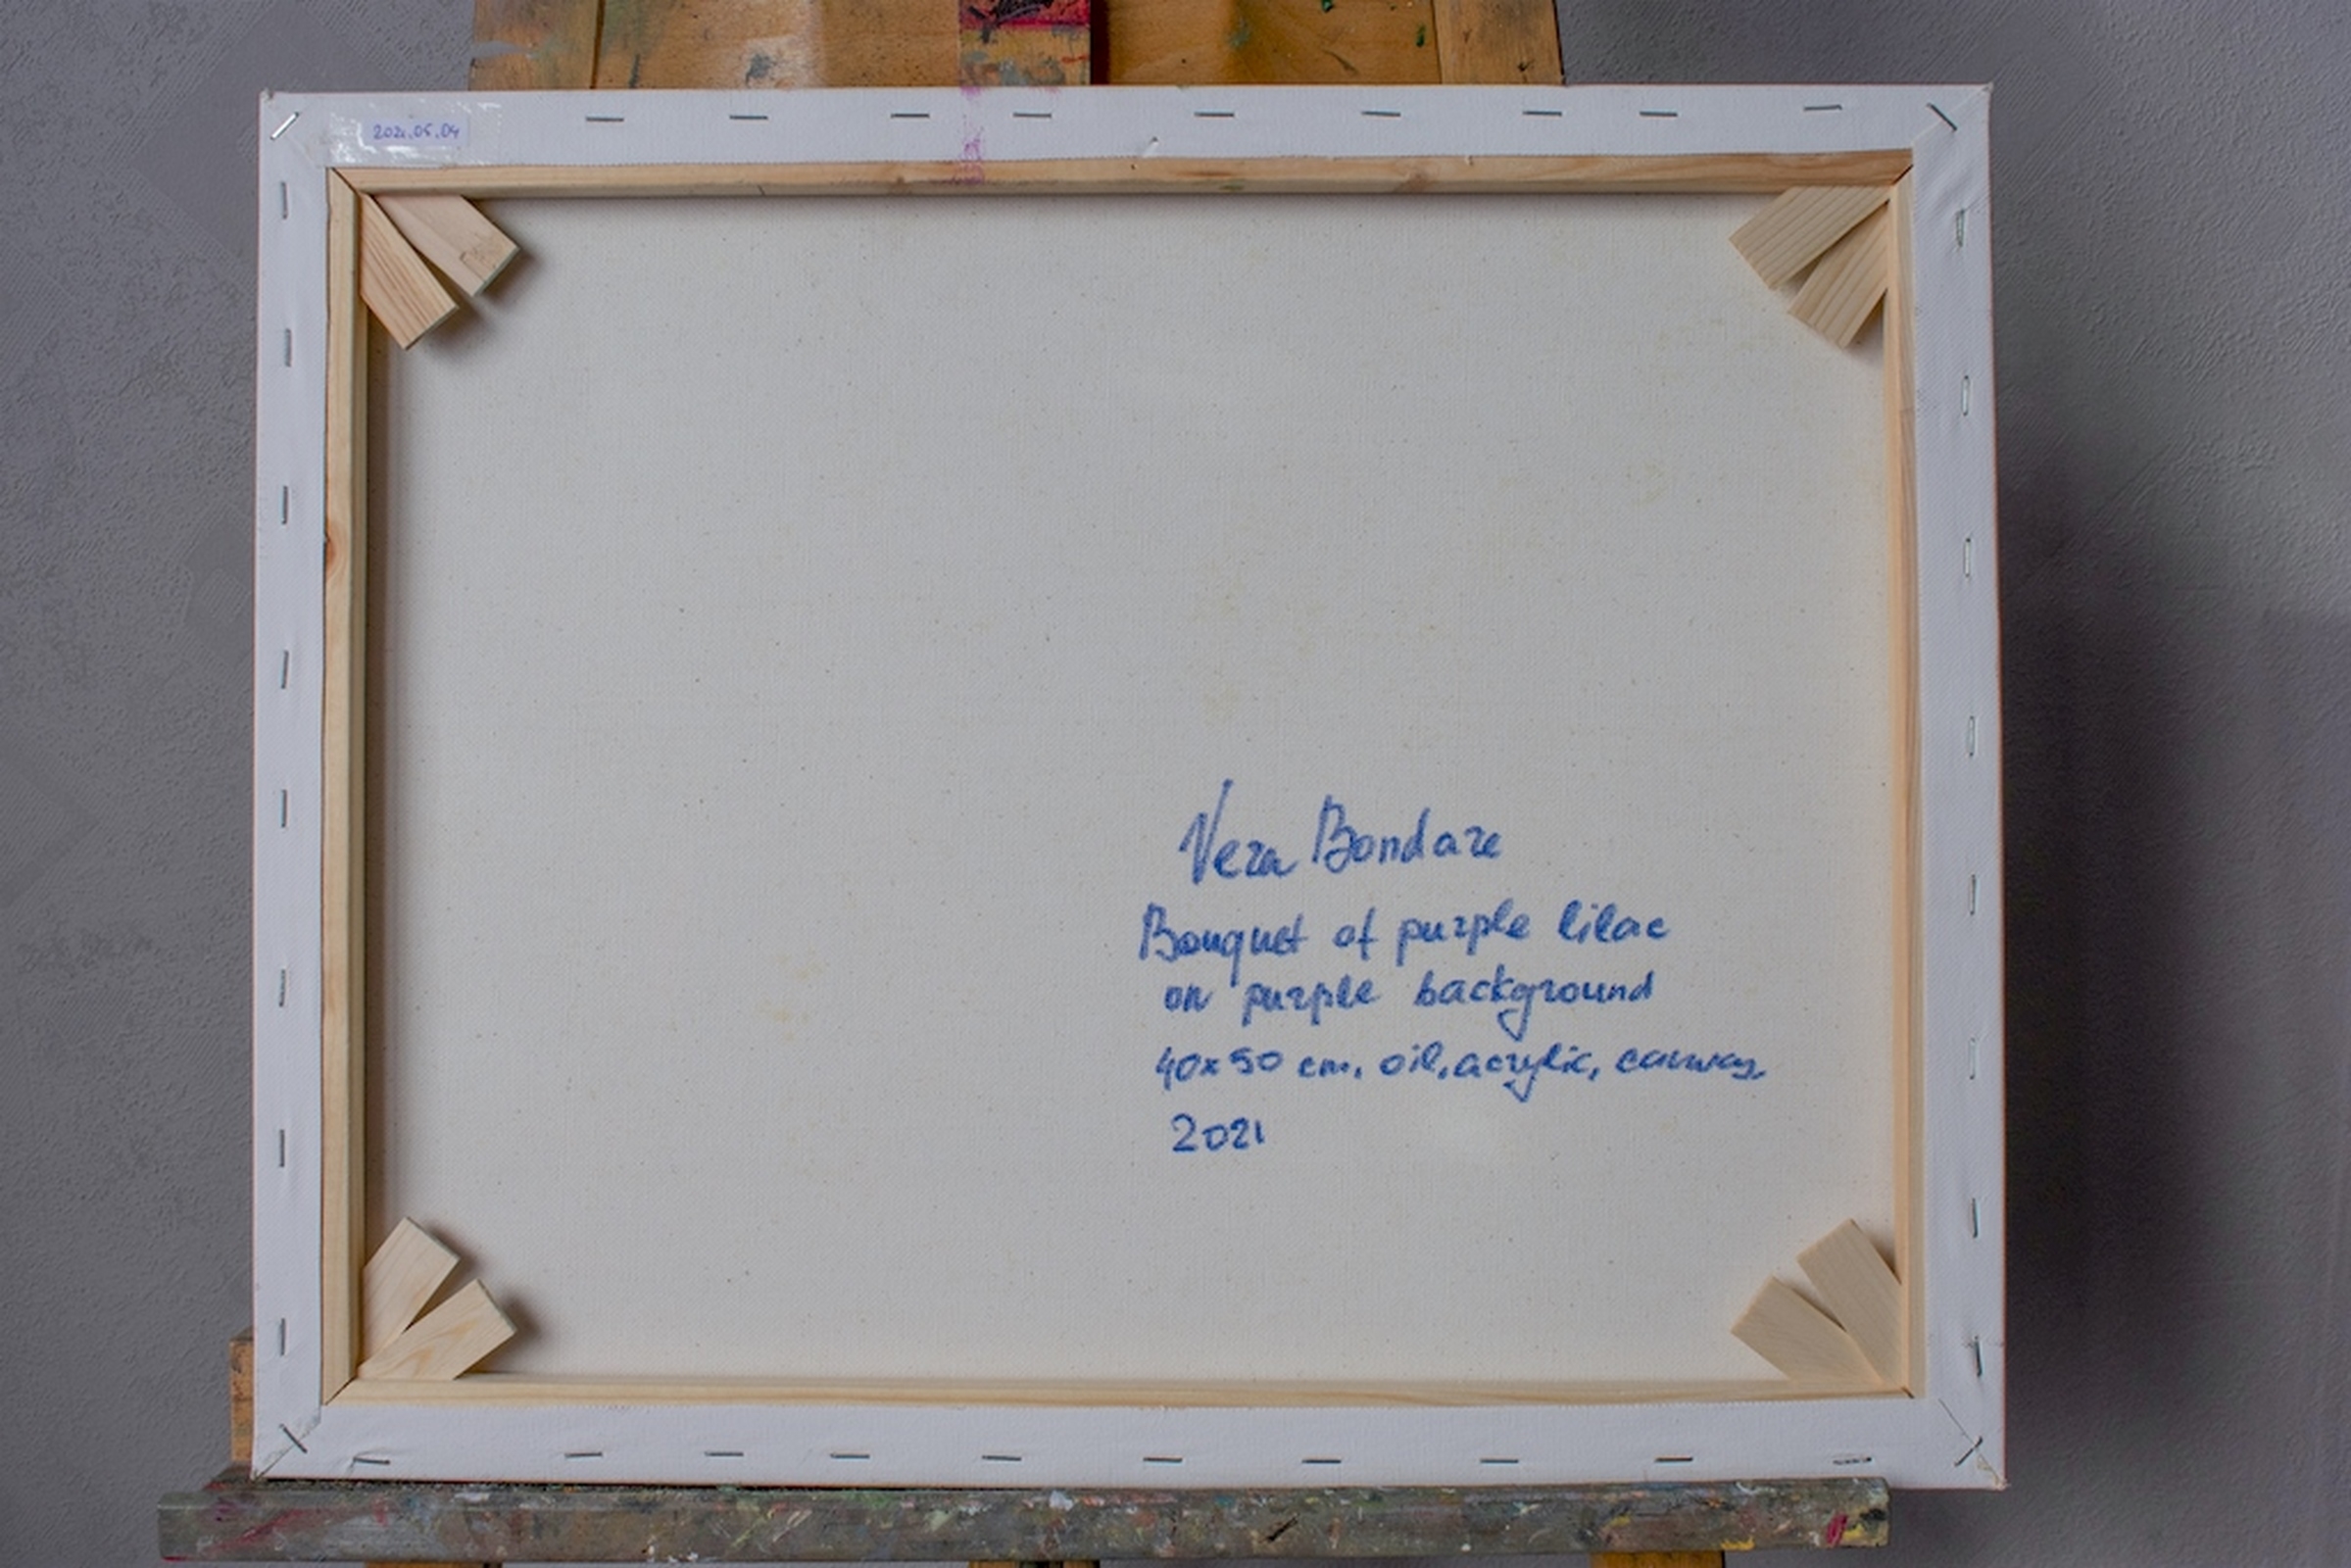 2021.05.04
Vera Bondare
Bouquet of purple lilac
on purple background
40x50 cm, oil, acrylic, canvas,
2021